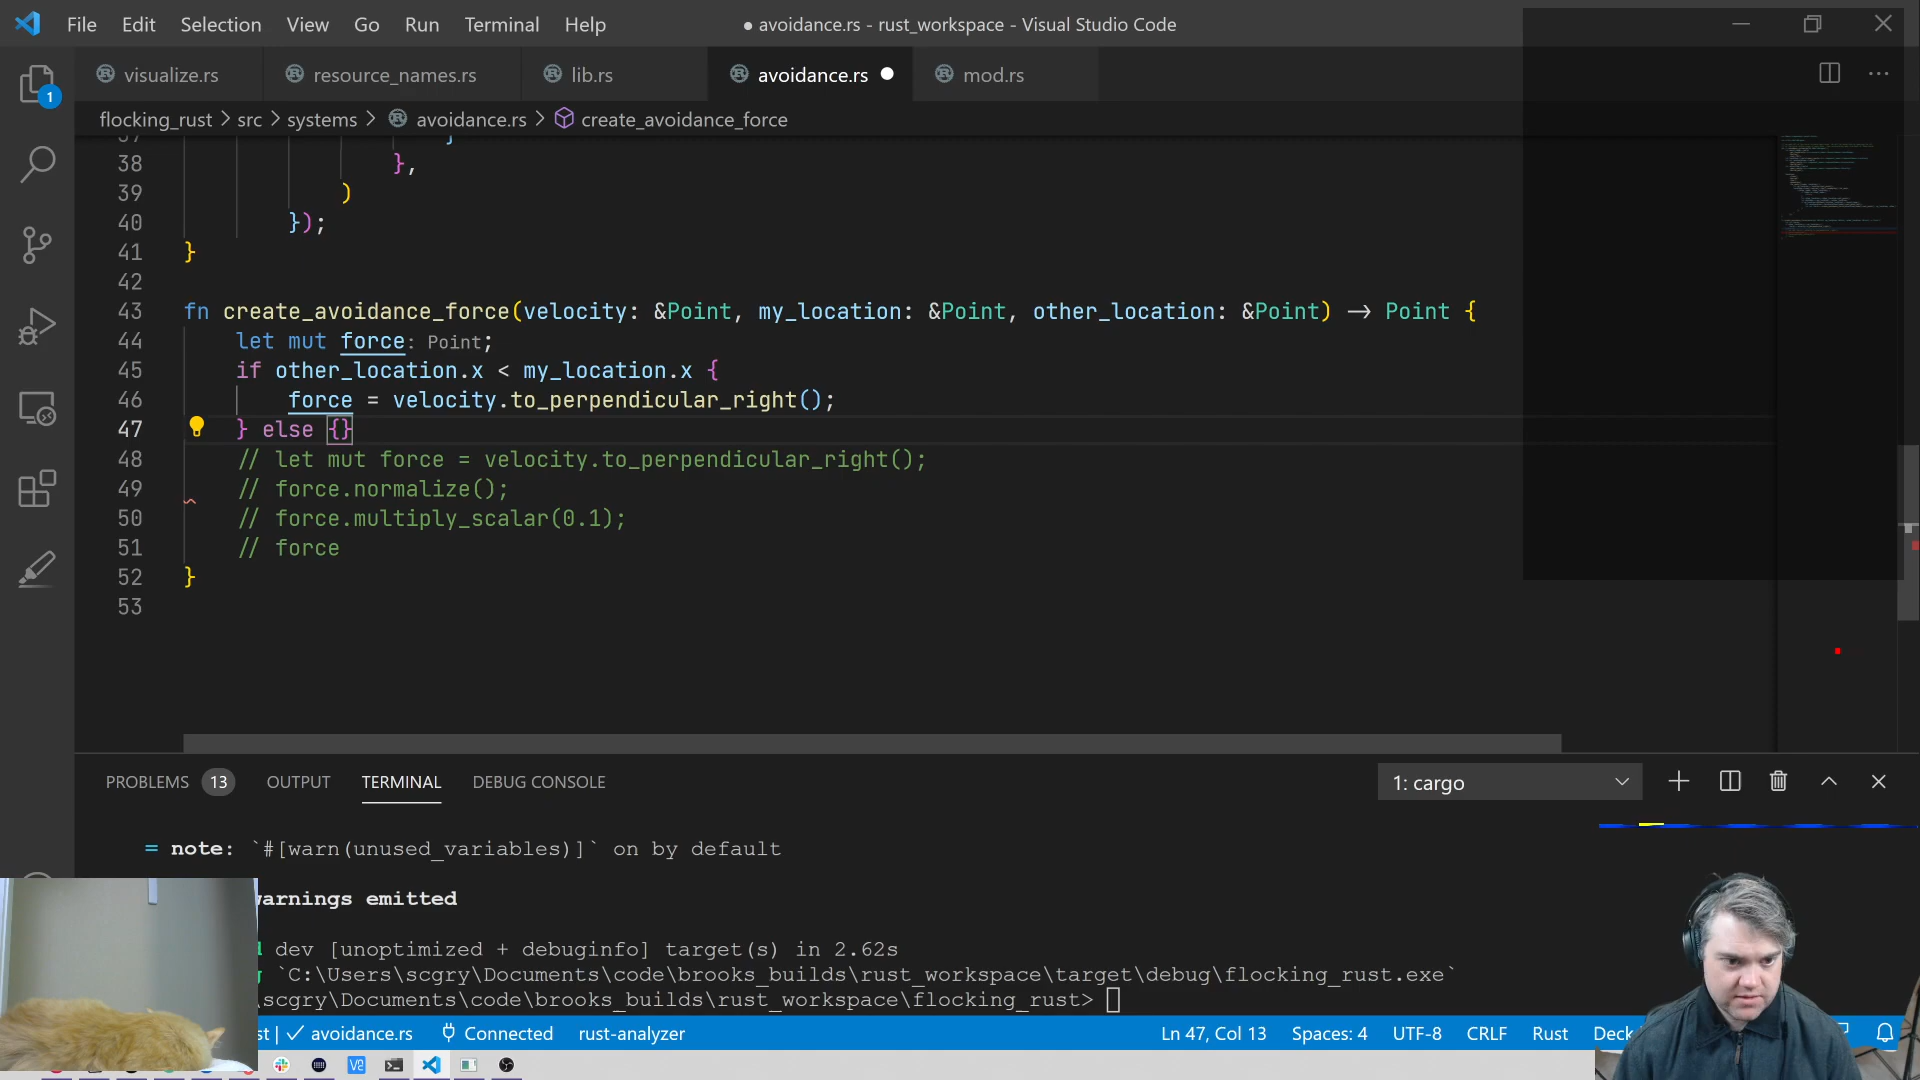 File Edit Selection View Go Run Terminal Help
● avoidance.rs - rust_workspace - Visual Studio Code
visualize.rs resource_names.rs lib.rs avoidance.rs mod.rs
flocking_rust > src > systems > avoidance.rs > create_avoidance_force
37 }
38 },
39 )
40 });
41 }
42
43 fn create_avoidance_force(velocity: &Point, my_location: &Point, other_location: &Point) -> Point {
44 let mut force: Point;
45 if other_location.x < my_location.x {
46 force = velocity.to_perpendicular_right();
47 } else {}
48 // let mut force = velocity.to_perpendicular_right();
49 // force.normalize();
50 // force.multiply_scalar(0.1);
51 // force
52 }
53
1
PROBLEMS 13 OUTPUT TERMINAL DEBUG CONSOLE 1: cargo
= note: `#[warn(unused_variables)]` on by default
warnings emitted
d dev [unoptimized + debuginfo] target(s) in 2.62s
g `C:\Users\scgry\Documents\code\brooks_builds\rust_workspace\target\debug\flocking_rust.exe`
\scgry\Documents\code\brooks_builds\rust_workspace\flocking_rust>
st | ✓ avoidance.rs Connected rust-analyzer Ln 47, Col 13 Spaces: 4 UTF-8 CRLF Rust Deck